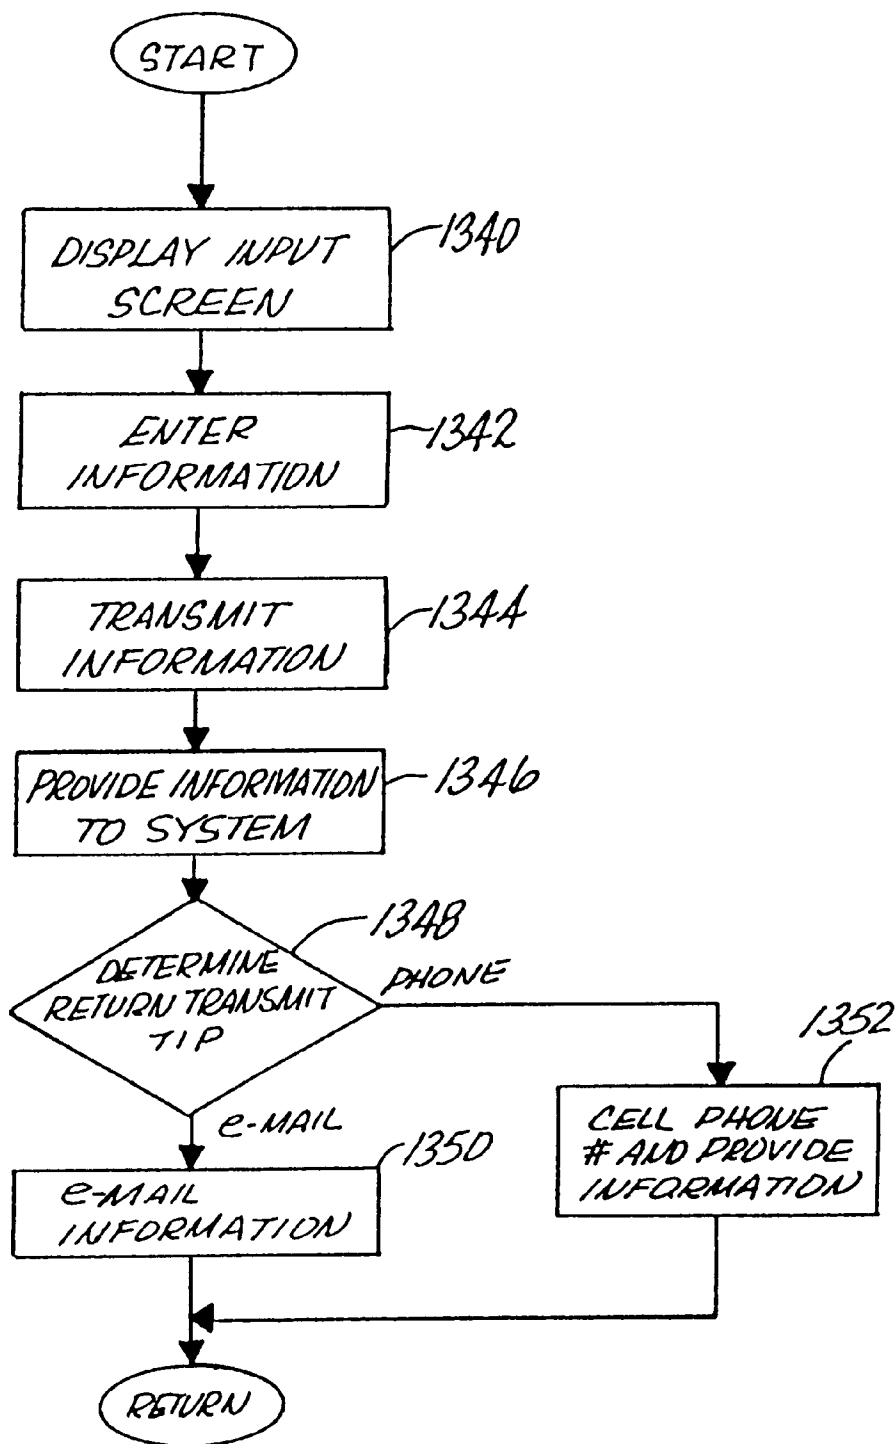 START
DISPLAY INPUT
SCREEN
1340
ENTER
INFORMATION
1342
TRANSMIT
INFORMATION
1344
PROVIDE INFORMATION
TO SYSTEM
1346
DETERMINE
RETURN TRANSMIT
TIP
1348
PHONE
e-MAIL
1352
CELL PHONE
# AND PROVIDE
INFORMATION
1350
e-MAIL
INFORMATION
RETURN